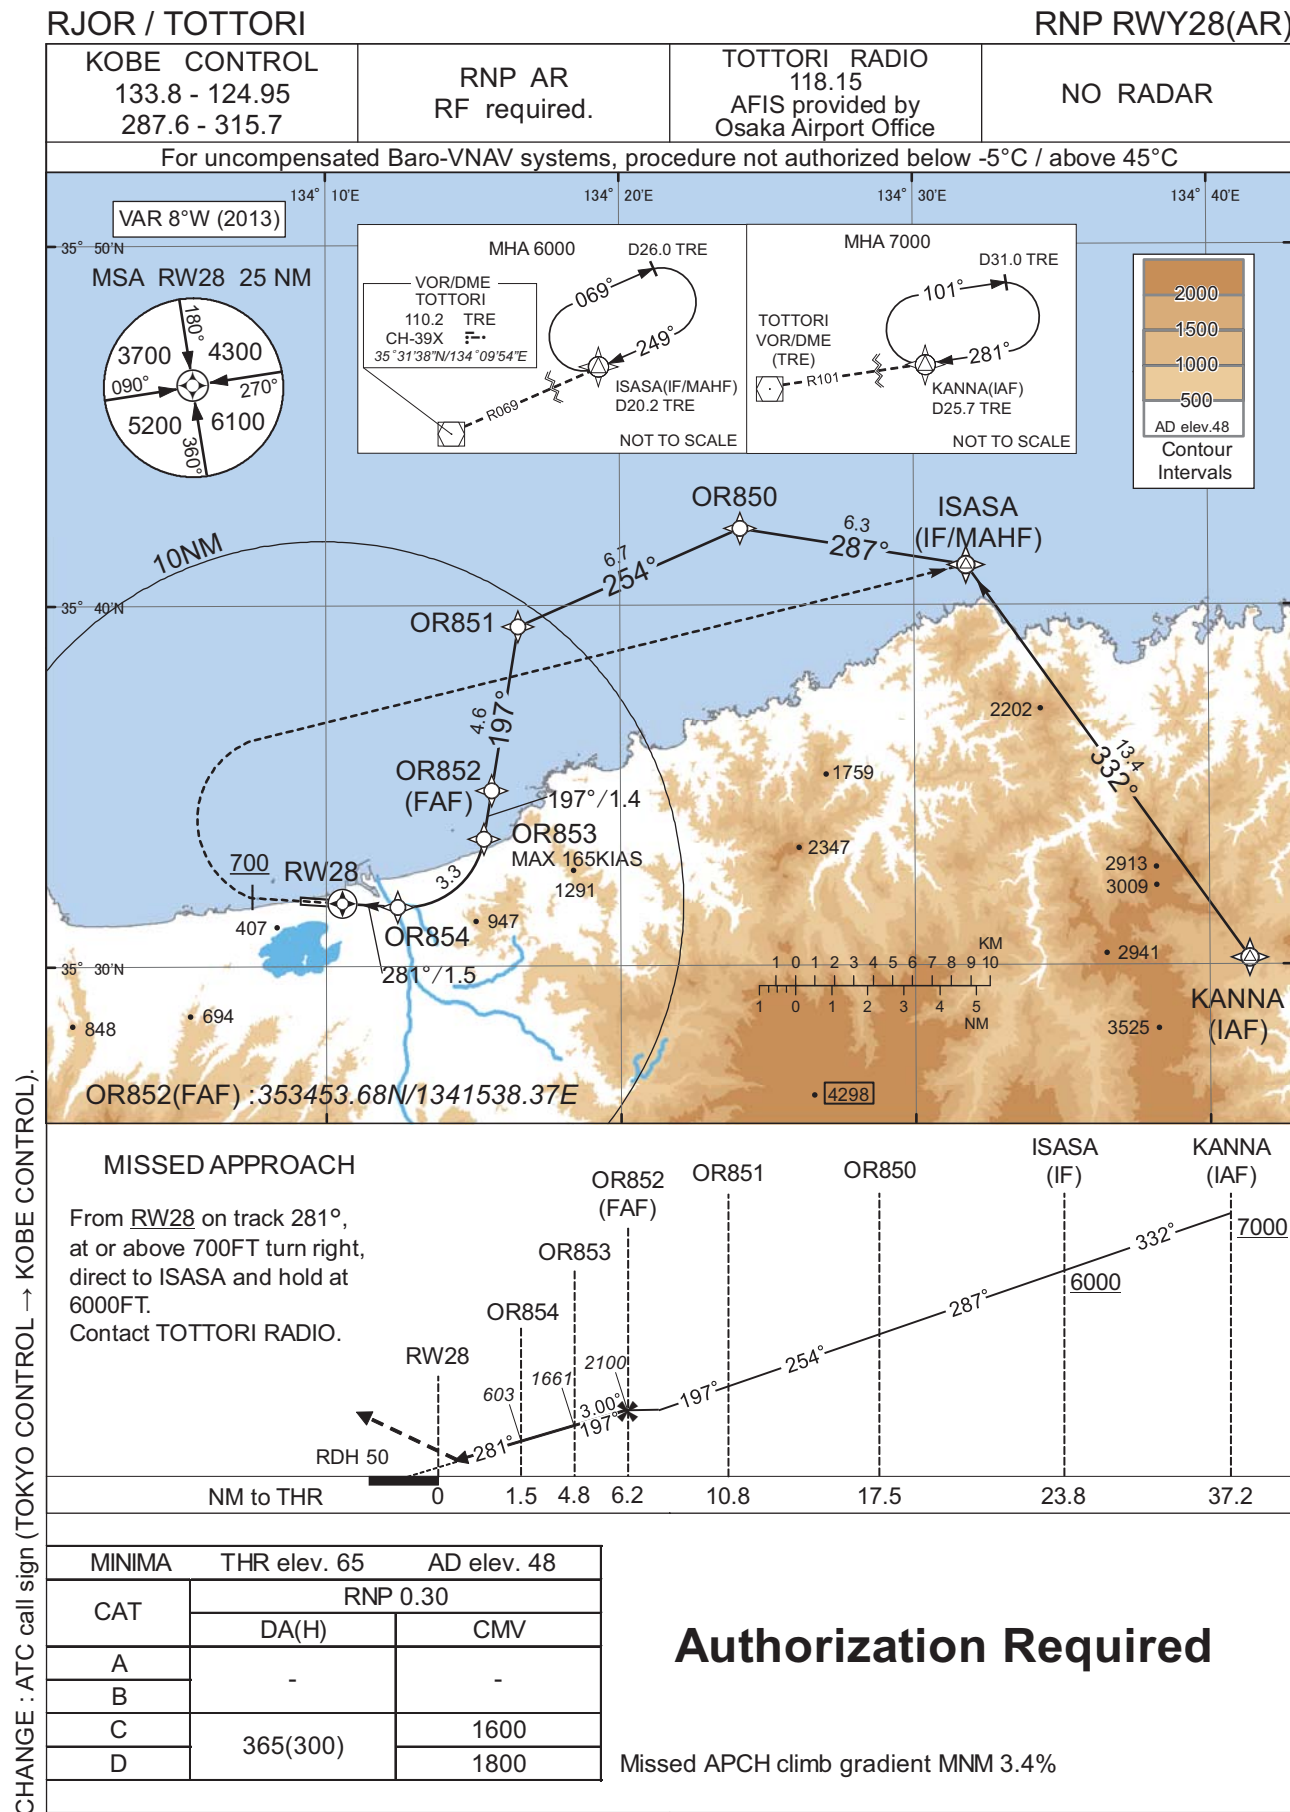 RJOR / TOTTORI
RNP RWY28(AR)
KOBE CONTROL
133.8 - 124.95
287.6 - 315.7
RNP AR
RF required.
TOTTORI RADIO
118.15
AFIS provided by
Osaka Airport Office
NO RADAR
For uncompensated Baro-VNAV systems, procedure not authorized below -5°C / above 45°C
134° 10'E
134° 20'E
134° 30'E
134° 40'E
VAR 8°W (2013)
35° 50'N
MSA RW28 25 NM
180°
3700
4300
090°
270°
5200
6100
360°
MHA 6000
D26.0 TRE
VOR/DME
TOTTORI
110.2 TRE
CH-39X
35°31'38"N/134°09'54"E
069°
249°
ISASA(IF/MAHF)
D20.2 TRE
R069
NOT TO SCALE
MHA 7000
D31.0 TRE
101°
281°
TOTTORI
VOR/DME
(TRE)
R101
KANNA(IAF)
D25.7 TRE
NOT TO SCALE
2000
1500
1000
500
AD elev.48
Contour
Intervals
OR850
ISASA
(IF/MAHF)
6.3
287°
10NM
6.7
254°
35° 40'N
OR851
4.6
197°
2202
13.4
332°
OR852
(FAF)
197°/1.4
1759
OR853
MAX 165KIAS
1291
2347
2913
3009
700
RW28
3.3
407
947
OR854
281°/1.5
2941
35° 30'N
KM
1 0 1 2 3 4 5 6 7 8 9 10
1 0 1 2 3 4 5
NM
KANNA
(IAF)
848
694
3525
4298
OR852(FAF) :353453.68N/1341538.37E
MISSED APPROACH
From RW28 on track 281°,
at or above 700FT turn right,
direct to ISASA and hold at
6000FT.
Contact TOTTORI RADIO.
RW28
OR854
OR853
OR852
(FAF)
OR851
OR850
ISASA
(IF)
KANNA
(IAF)
7000
332°
6000
287°
254°
197°
2100
1661
603
3.00°
197°
281°
RDH 50
NM to THR
0
1.5
4.8
6.2
10.8
17.5
23.8
37.2
MINIMA
THR elev. 65
AD elev. 48
CAT
RNP 0.30
DA(H)
CMV
A
-
-
B
C
365(300)
1600
D
1800
Authorization Required
Missed APCH climb gradient MNM 3.4%
CHANGE : ATC call sign (TOKYO CONTROL → KOBE CONTROL).